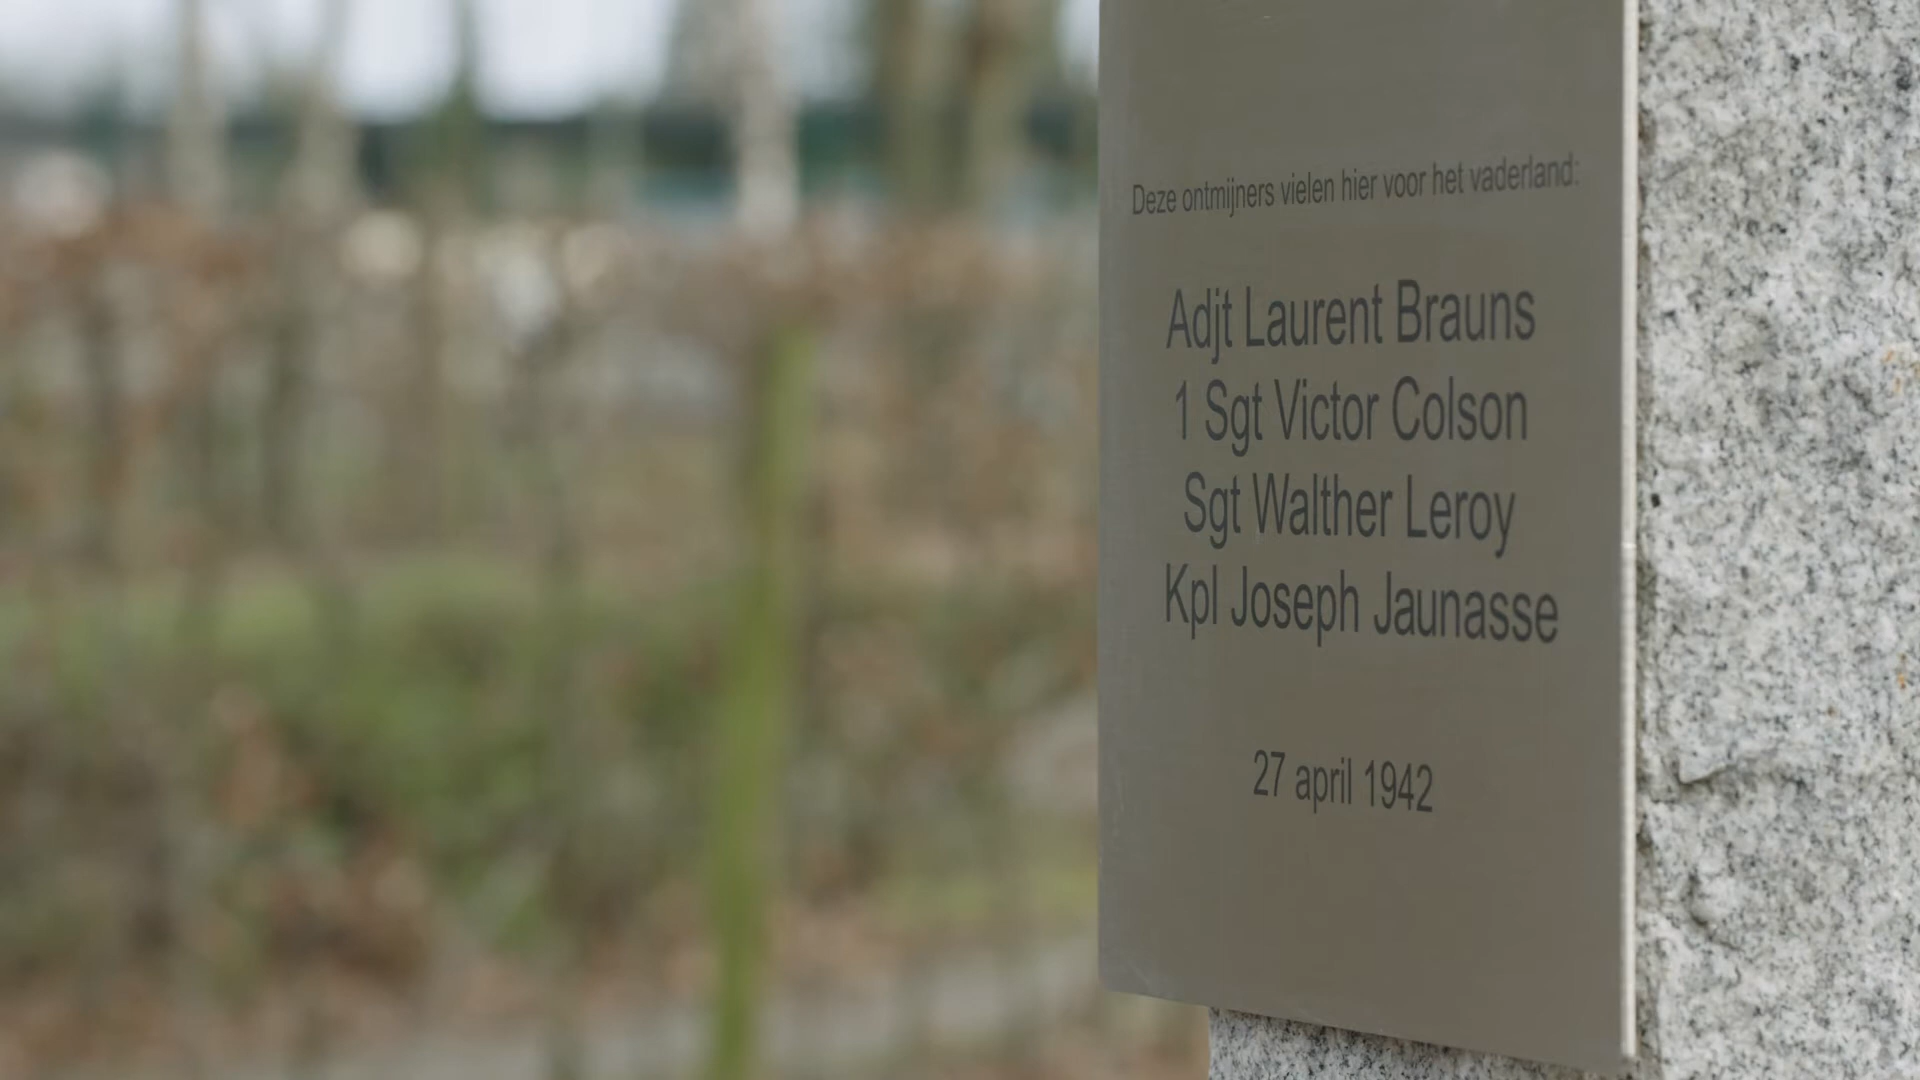 Deze ontmijners vielen hier voor het vaderland:
Adjt Laurent Brauns
1 Sgt Victor Colson
Sgt Walther Leroy
Kpl Joseph Jaunasse
27 april 1942